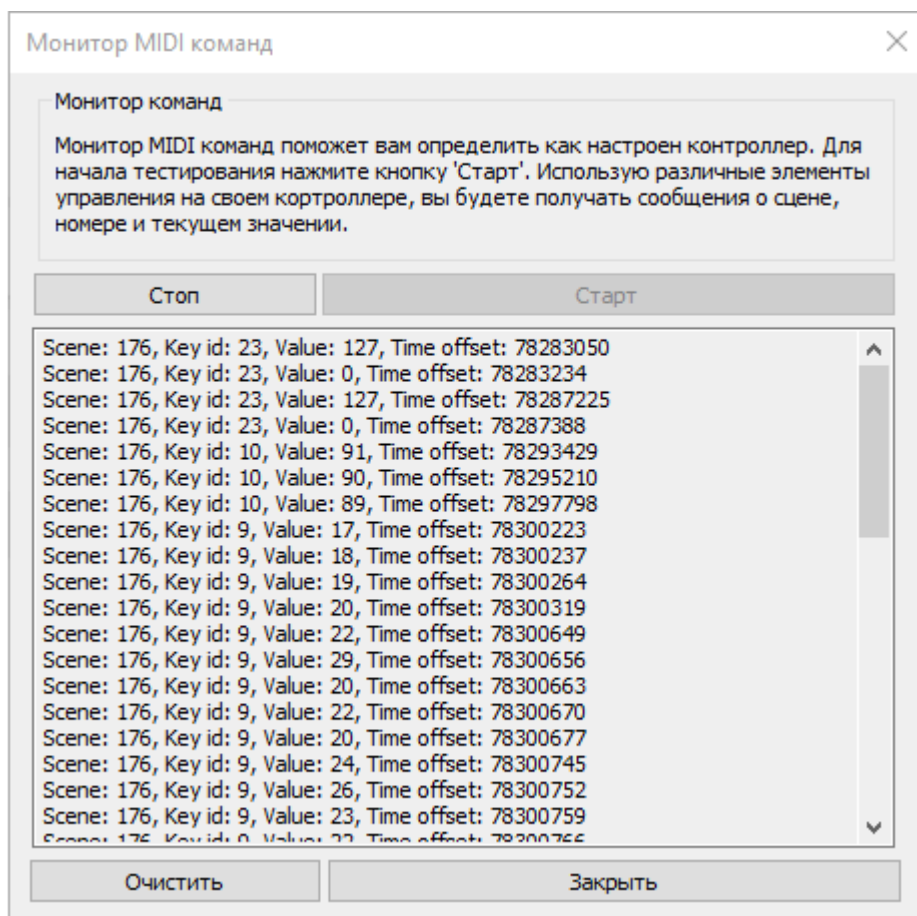 Монитор MIDI команд
Монитор команд
Монитор MIDI команд поможет вам определить как настроен контроллер. Для
начала тестирования нажмите кнопку 'Старт'. Использую различные элементы
управления на своем кортроллере, вы будете получать сообщения о сцене,
номере и текущем значении.
Стоп Старт
Scene: 176, Key id: 23, Value: 127, Time offset: 78283050
Scene: 176, Key id: 23, Value: 0, Time offset: 78283234
Scene: 176, Key id: 23, Value: 127, Time offset: 78287225
Scene: 176, Key id: 23, Value: 0, Time offset: 78287388
Scene: 176, Key id: 10, Value: 91, Time offset: 78293429
Scene: 176, Key id: 10, Value: 90, Time offset: 78295210
Scene: 176, Key id: 10, Value: 89, Time offset: 78297798
Scene: 176, Key id: 9, Value: 17, Time offset: 78300223
Scene: 176, Key id: 9, Value: 18, Time offset: 78300237
Scene: 176, Key id: 9, Value: 19, Time offset: 78300264
Scene: 176, Key id: 9, Value: 20, Time offset: 78300319
Scene: 176, Key id: 9, Value: 22, Time offset: 78300649
Scene: 176, Key id: 9, Value: 29, Time offset: 78300656
Scene: 176, Key id: 9, Value: 20, Time offset: 78300663
Scene: 176, Key id: 9, Value: 22, Time offset: 78300670
Scene: 176, Key id: 9, Value: 20, Time offset: 78300677
Scene: 176, Key id: 9, Value: 24, Time offset: 78300745
Scene: 176, Key id: 9, Value: 26, Time offset: 78300752
Scene: 176, Key id: 9, Value: 23, Time offset: 78300759
Scene: 176, Key id: 9, Value: Time offset:
Очистить Закрыть